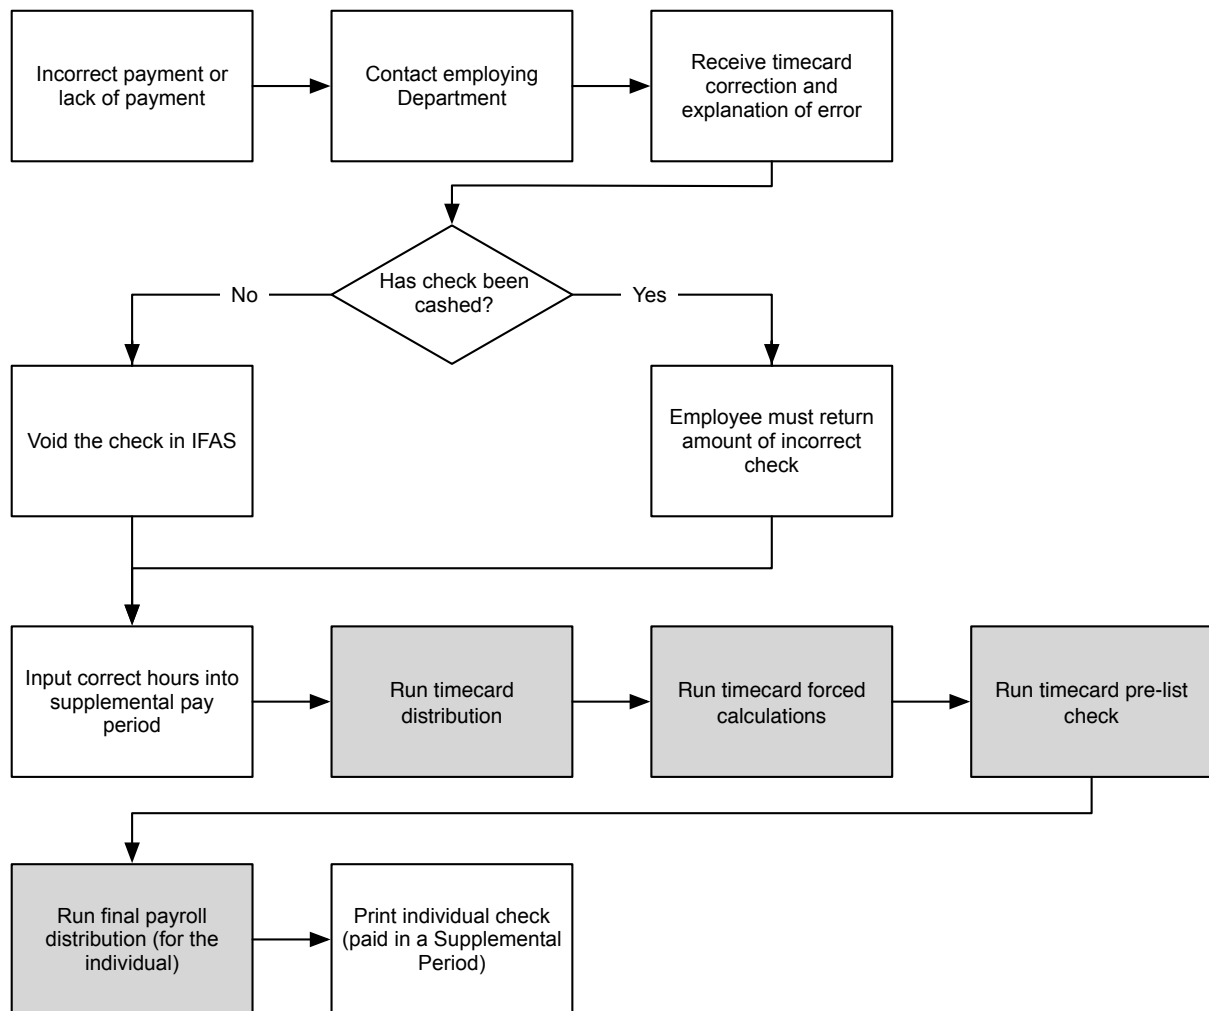 Incorrect payment or
lack of payment
Contact employing
Department
Receive timecard
correction and
explanation of error
Has check been
cashed?
No
Yes
Void the check in IFAS
Employee must return
amount of incorrect
check
Input correct hours into
supplemental pay
period
Run timecard
distribution
Run timecard forced
calculations
Run timecard pre-list
check
Run final payroll
distribution (for the
individual)
Print individual check
(paid in a Supplemental
Period)